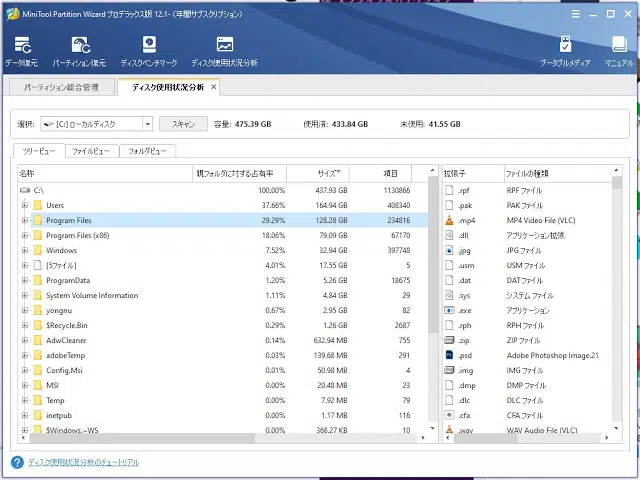 MiniTool Partition Wizard プロデラックス版 12.1-（年間サブスクリプション）
データ復元 パーティション復元 ディスクベンチマーク ディスク使用状況分析 ブータブルメディア マニュアル
パーティション総合管理 ディスク使用状況分析
選択: [C:] ローカルディスク スキャン 容量: 475.39 GB 使用済: 433.84 GB 未使用: 41.55 GB
ツリービュー ファイルビュー フォルダビュー
名称 親フォルダに対する占有率 サイズ 項目 拡張子 ファイルの種類
C:\ 100.00% 437.93 GB 1130866 .rpf RPF ファイル
Users 37.66% 164.94 GB 408340 .pak PAK ファイル
Program Files 29.29% 128.28 GB 234816 .mp4 MP4 Video File (VLC)
Program Files (x86) 18.06% 79.09 GB 67170 .dll アプリケーション拡張
Windows 7.52% 32.94 GB 397748 .jpg JPG ファイル
[5ファイル] 4.01% 17.55 GB 5 .usm USM ファイル
ProgramData 1.20% 5.26 GB 18675 .dat DAT ファイル
System Volume Information 1.11% 4.84 GB 29 .sys システム ファイル
yongnu 0.67% 2.95 GB 82 .exe アプリケーション
$Recycle.Bin 0.29% 1.26 GB 2687 .rph RPH ファイル
AdwCleaner 0.14% 632.94 MB 755 .zip ZIP ファイル
adobeTemp 0.03% 139.68 MB 291 .psd Adobe Photoshop Image.21
Config.Msi 0.01% 50.98 MB 4 .img IMG ファイル
MSI 0.00% 20.48 MB 23 .dmp DMP ファイル
Temp 0.00% 7.92 MB 79 .dlc DLC ファイル
inetpub 0.00% 1.17 MB 116 .cfa CFA ファイル
$Windows.~WS 0.00% 368.27 KB 10 .wav WAV Audio File (VLC)
ディスク使用状況分析のチュートリアル